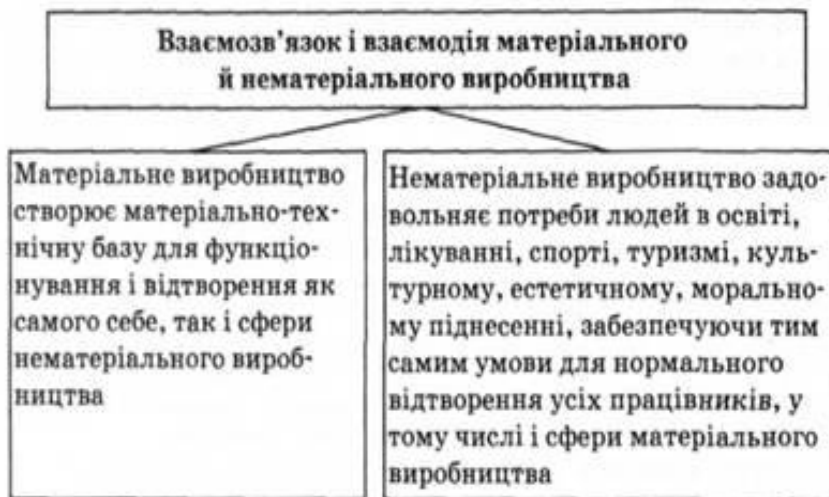 Взаємозв’язок і взаємодія матеріального
й нематеріального виробництва
Матеріальне виробництво
створює матеріально-тех-
нічну базу для функціо-
нування і відтворення як
самого себе, так і сфери
нематеріального вироб-
ництва
Нематеріальне виробництво задо-
вольняє потреби людей в освіті,
лікуванні, спорті, туризмі, куль-
турному, естетичному, морально-
му піднесенні, забезпечуючи тим
самим умови для нормального
відтворення усіх працівників, у
тому числі і сфери матеріального
виробництва